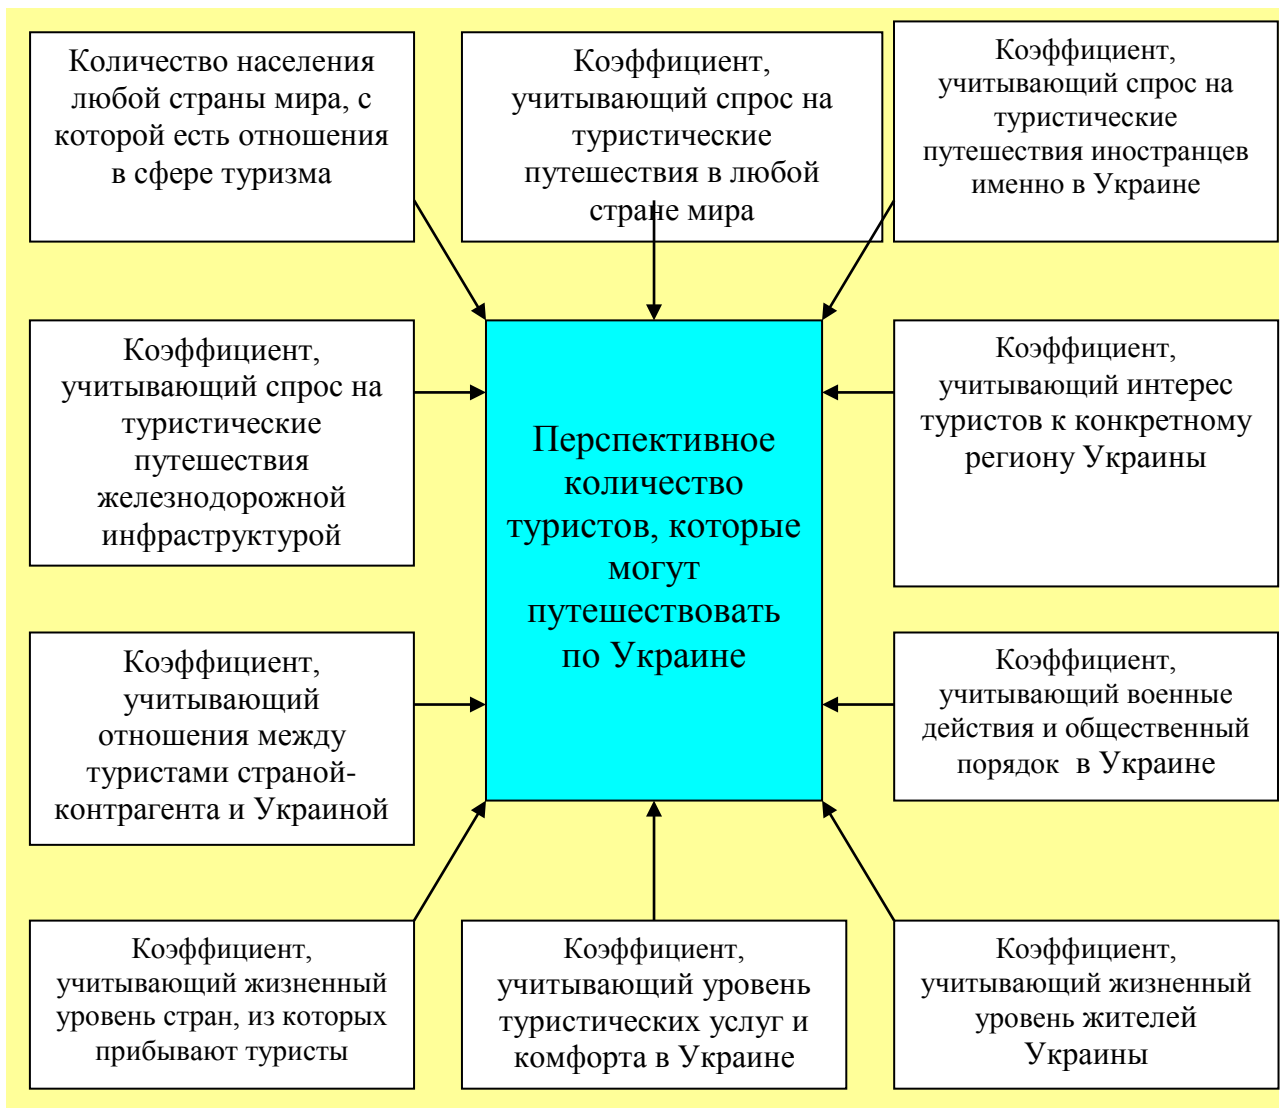 Количество населения
любой страны мира, с
которой есть отношения
в сфере туризма
Коэффициент,
учитывающий спрос на
туристические
путешествия в любой
стране мира
Коэффициент,
учитывающий спрос на
туристические
путешествия иностранцев
именно в Украине
Коэффициент,
учитывающий спрос на
туристические
путешествия
железнодорожной
инфраструктурой
Перспективное
количество
туристов, которые
могут
путешествовать
по Украине
Коэффициент,
учитывающий интерес
туристов к конкретному
региону Украины
Коэффициент,
учитывающий
отношения между
туристами страной-
контрагента и Украиной
Коэффициент,
учитывающий военные
действия и общественный
порядок в Украине
Коэффициент,
учитывающий жизненный
уровень стран, из которых
прибывают туристы
Коэффициент,
учитывающий уровень
туристических услуг и
комфорта в Украине
Коэффициент,
учитывающий жизненный
уровень жителей
Украины